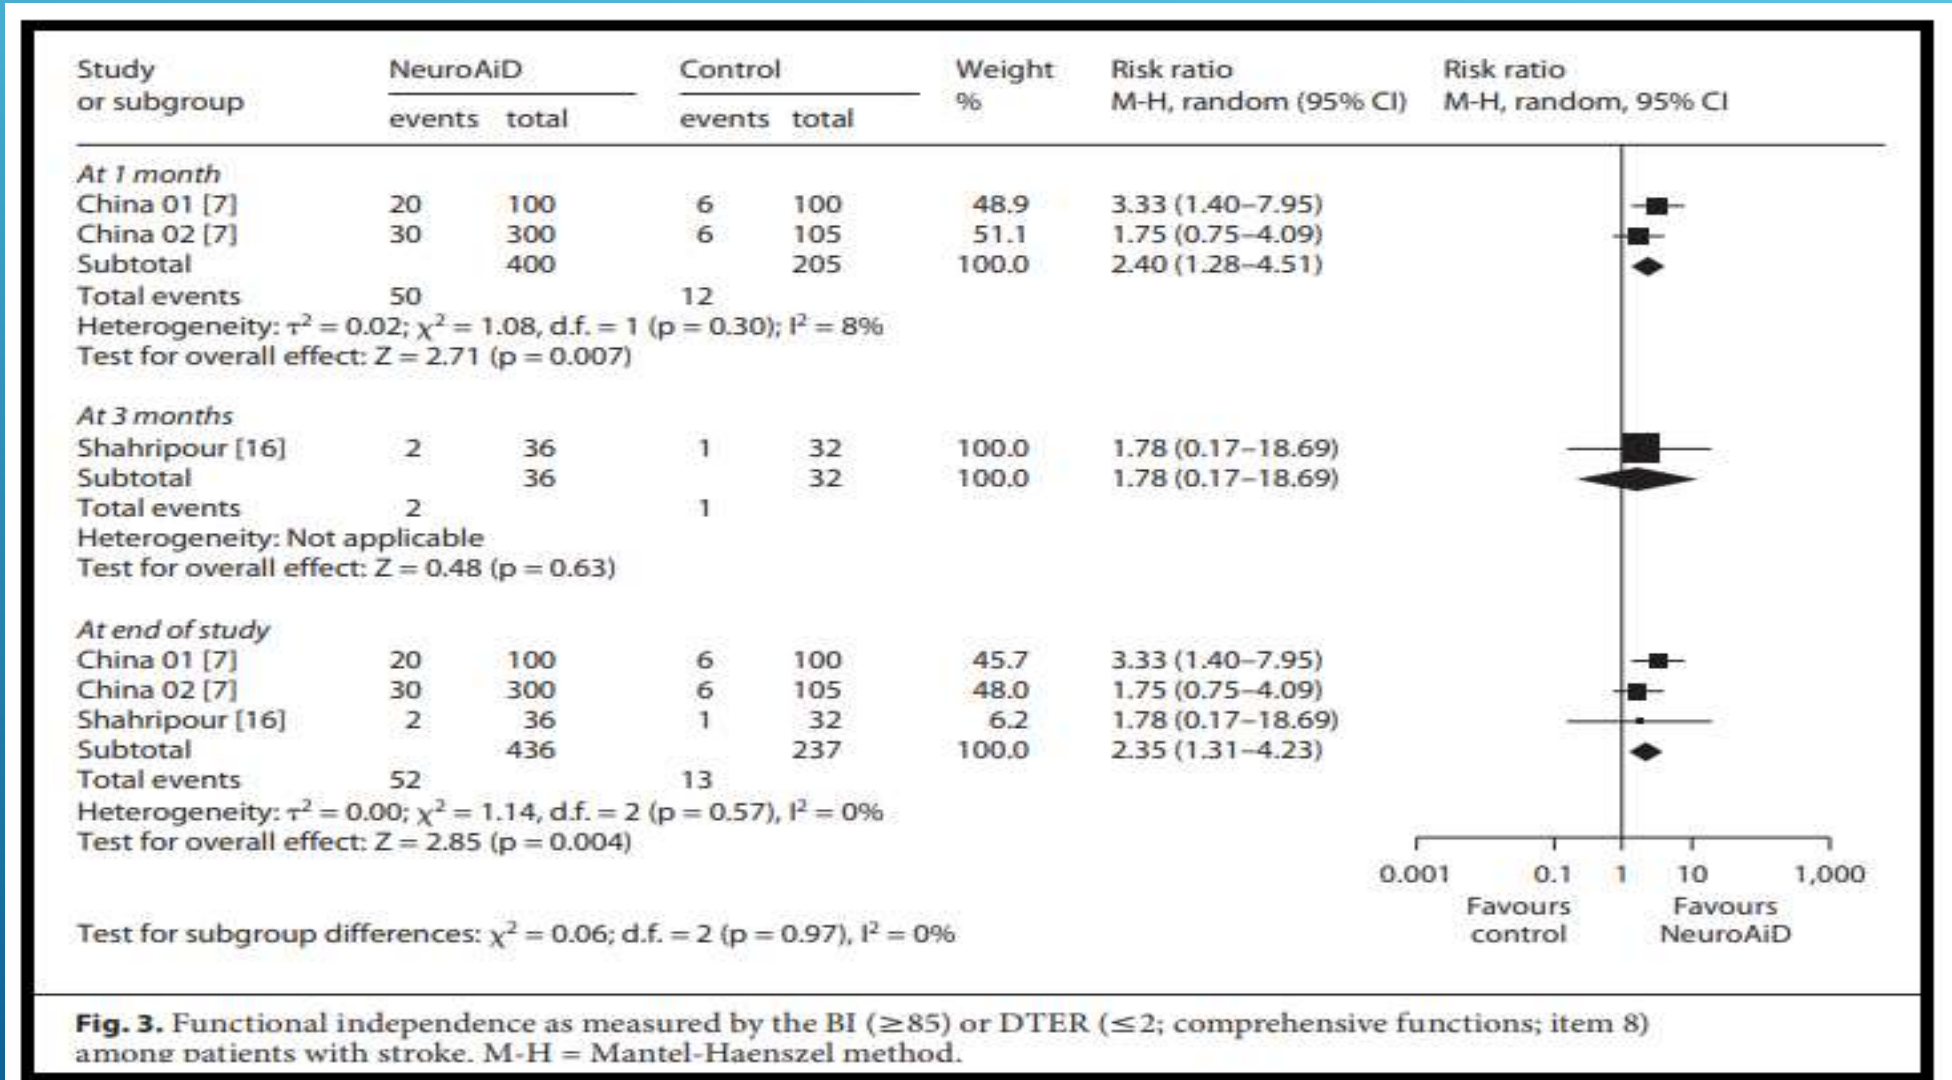 Study NeuroAiD Control Weight Risk ratio Risk ratio
or subgroup events total events total % M-H, random (95% CI) M-H, random, 95% CI
At 1 month
China 01 [7] 20 100 6 100 48.9 3.33 (1.40–7.95)
China 02 [7] 30 300 6 105 51.1 1.75 (0.75–4.09)
Subtotal 400 205 100.0 2.40 (1.28–4.51)
Total events 50 12
Heterogeneity: τ² = 0.02; χ² = 1.08, d.f. = 1 (p = 0.30); I² = 8%
Test for overall effect: Z = 2.71 (p = 0.007)
At 3 months
Shahripour [16] 2 36 1 32 100.0 1.78 (0.17–18.69)
Subtotal 36 32 100.0 1.78 (0.17–18.69)
Total events 2 1
Heterogeneity: Not applicable
Test for overall effect: Z = 0.48 (p = 0.63)
At end of study
China 01 [7] 20 100 6 100 45.7 3.33 (1.40–7.95)
China 02 [7] 30 300 6 105 48.0 1.75 (0.75–4.09)
Shahripour [16] 2 36 1 32 6.2 1.78 (0.17–18.69)
Subtotal 436 237 100.0 2.35 (1.31–4.23)
Total events 52 13
Heterogeneity: τ² = 0.00; χ² = 1.14, d.f. = 2 (p = 0.57), I² = 0%
Test for overall effect: Z = 2.85 (p = 0.004)
0.001 0.1 1 10 1,000
Favours Favours
control NeuroAiD
Test for subgroup differences: χ² = 0.06; d.f. = 2 (p = 0.97), I² = 0%
Fig. 3. Functional independence as measured by the BI (≥85) or DTER (≤2; comprehensive functions; item 8)
among patients with stroke. M-H = Mantel-Haenszel method.